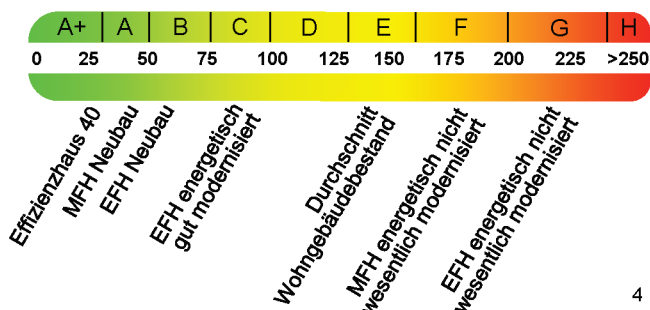 A+ A B C D E F G H
0 25 50 75 100 125 150 175 200 225 >250
Effizienzhaus 40
MFH Neubau
EFH Neubau
EFH energetisch
gut modernisiert
Durchschnitt
Wohngebäudebestand
MFH energetisch nicht
wesentlich modernisiert
EFH energetisch nicht
wesentlich modernisiert
4